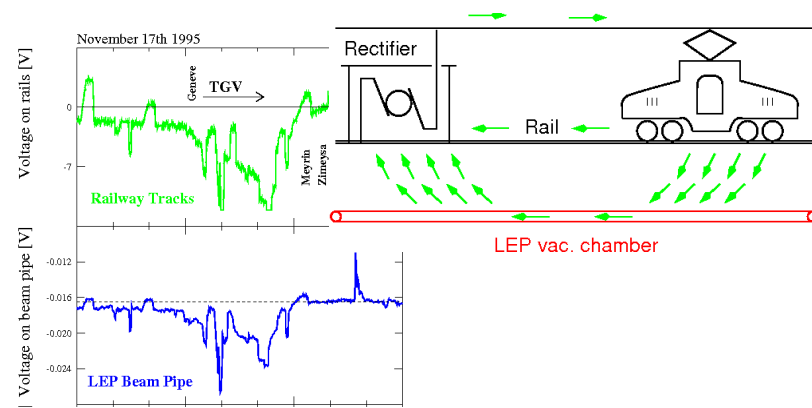 November 17th 1995
Voltage on rails [V]
0
-7
Geneve
TGV
Meyrin
Zimeysa
Railway Tracks
Rectifier
Rail
LEP vac. chamber
Voltage on beam pipe [V]
-0.012
-0.016
-0.020
-0.024
LEP Beam Pipe